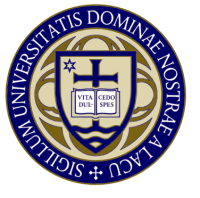 SIGILLUM UNIVERSITATIS DOMINAE NOSTRAE A LACU
VITA CEDO
DUL- SPES